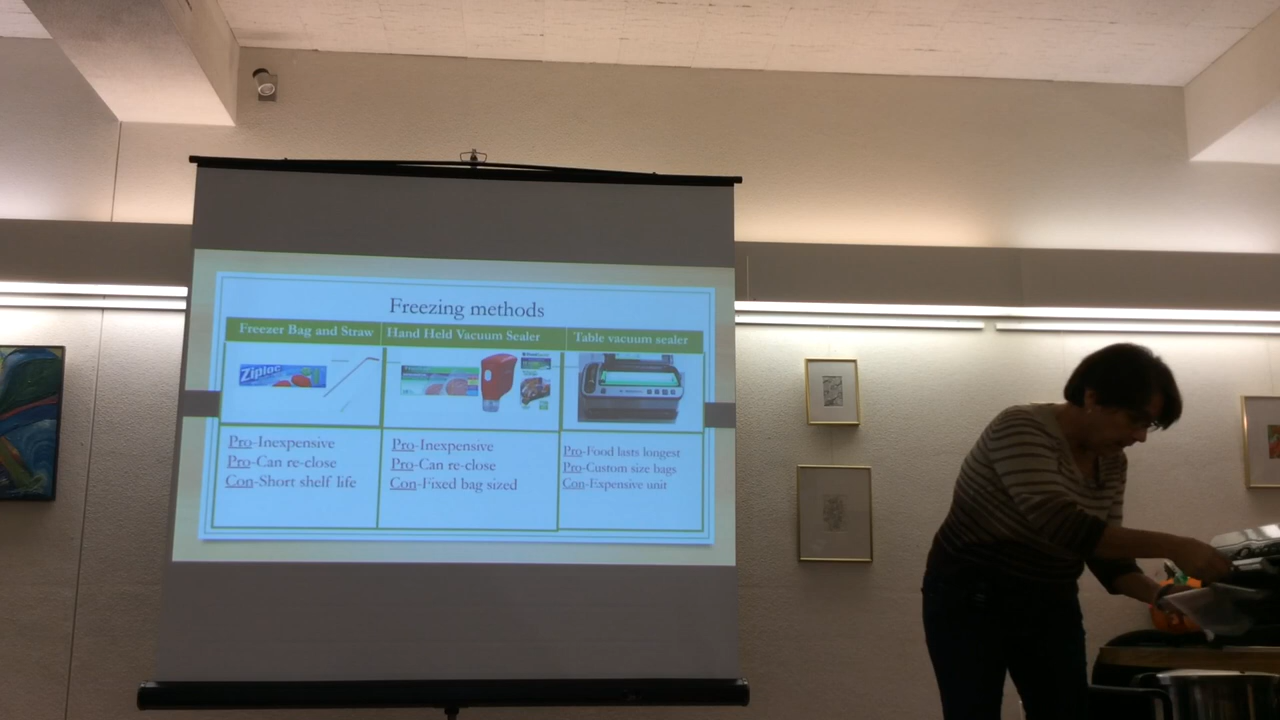 Freezing methods
Freezer Bag and Straw
Hand Held Vacuum Sealer
Table vacuum sealer
Ziploc
Pro-Inexpensive
Pro-Can re-close
Con-Short shelf life
Pro-Inexpensive
Pro-Can re-close
Con-Fixed bag sized
Pro-Food lasts longest
Pro-Custom size bags
Con-Expensive unit